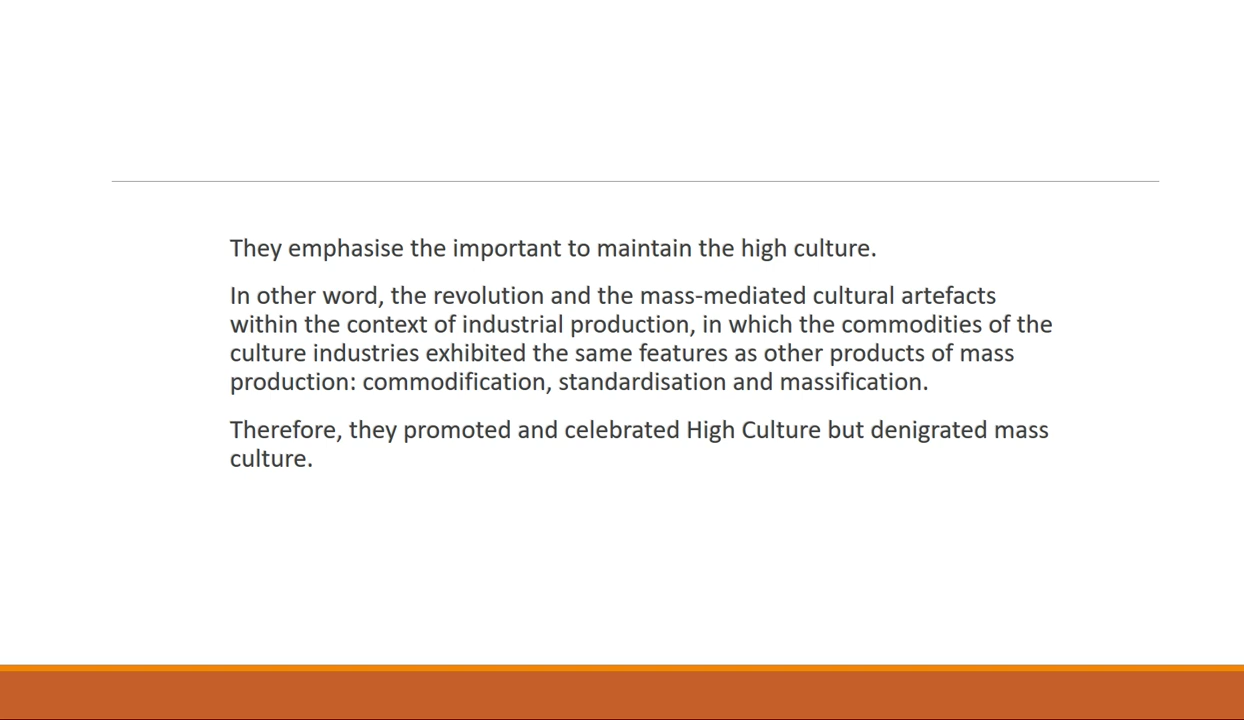 They emphasise the important to maintain the high culture.
In other word, the revolution and the mass-mediated cultural artefacts
within the context of industrial production, in which the commodities of the
culture industries exhibited the same features as other products of mass
production: commodification, standardisation and massification.
Therefore, they promoted and celebrated High Culture but denigrated mass
culture.